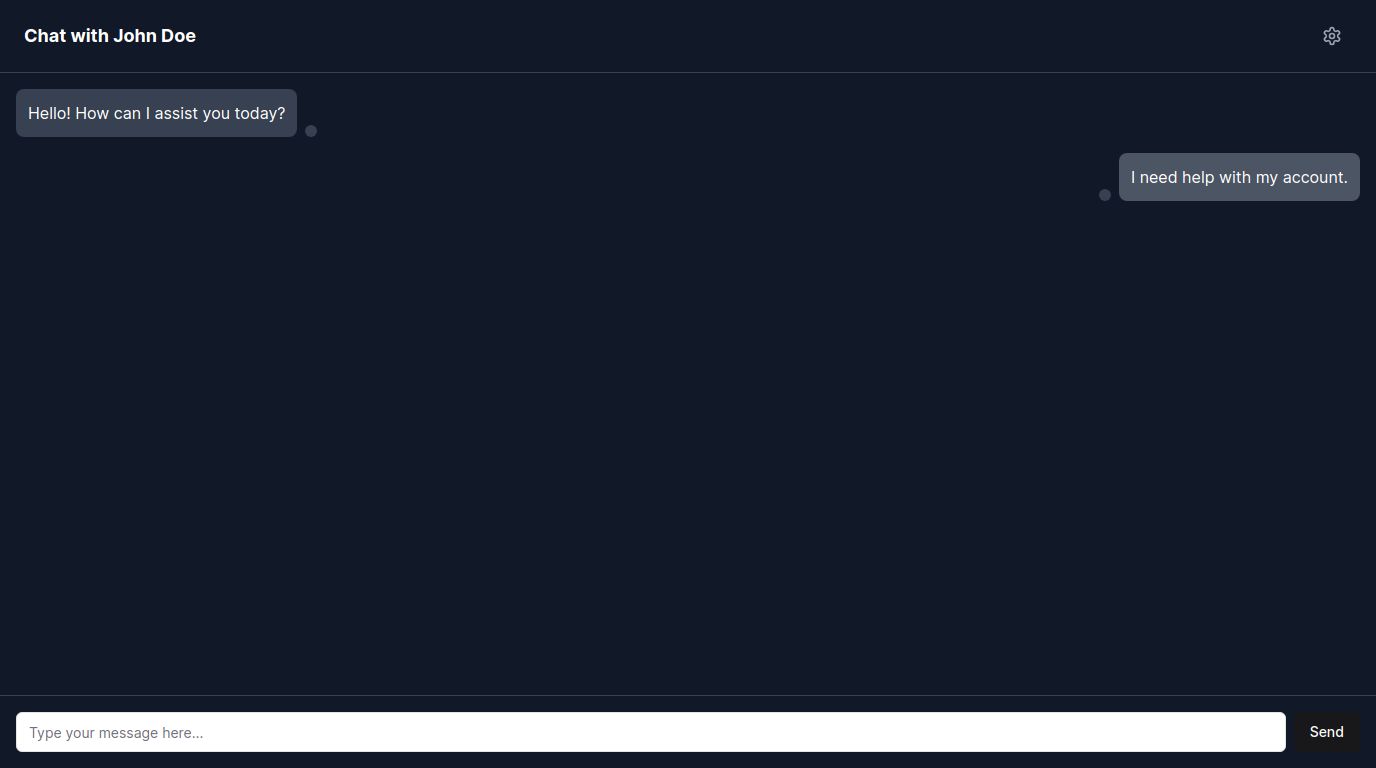 Chat with John Doe
Hello! How can I assist you today?
I need help with my account.
Type your message here...
Send